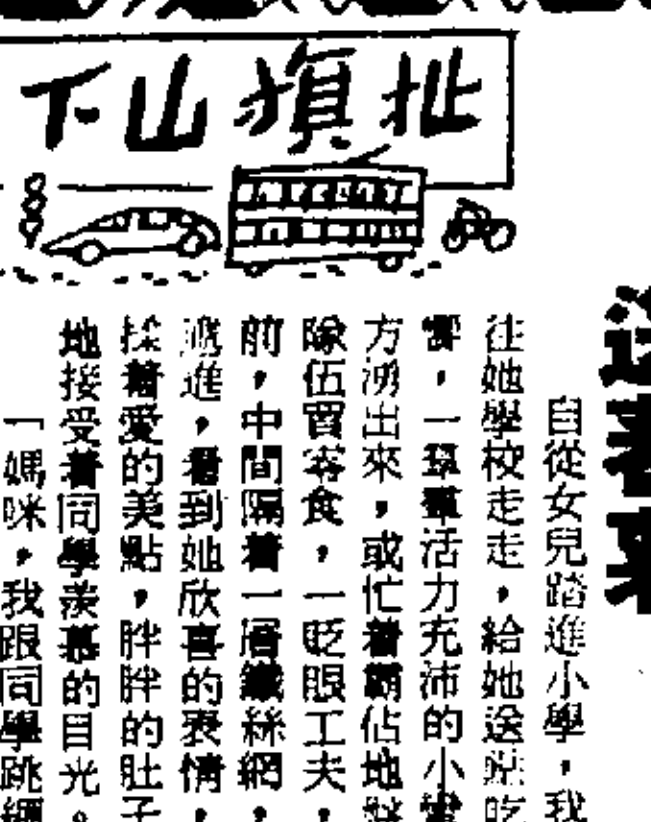 扯旗山下
自從女兒踏進小學,我
往她學校走走,給她送點吃
響,一羣羣活力充沛的小
方湧出來,或忙着霸佔地
隊伍買零食,一眨眼工夫,
前,中間隔着一層鐵絲網,
遞進,看到她欣喜的表情,
揉着愛的美點,胖胖的肚子
地接受着同學羨慕的目光。
「媽咪,我跟同學跳繩